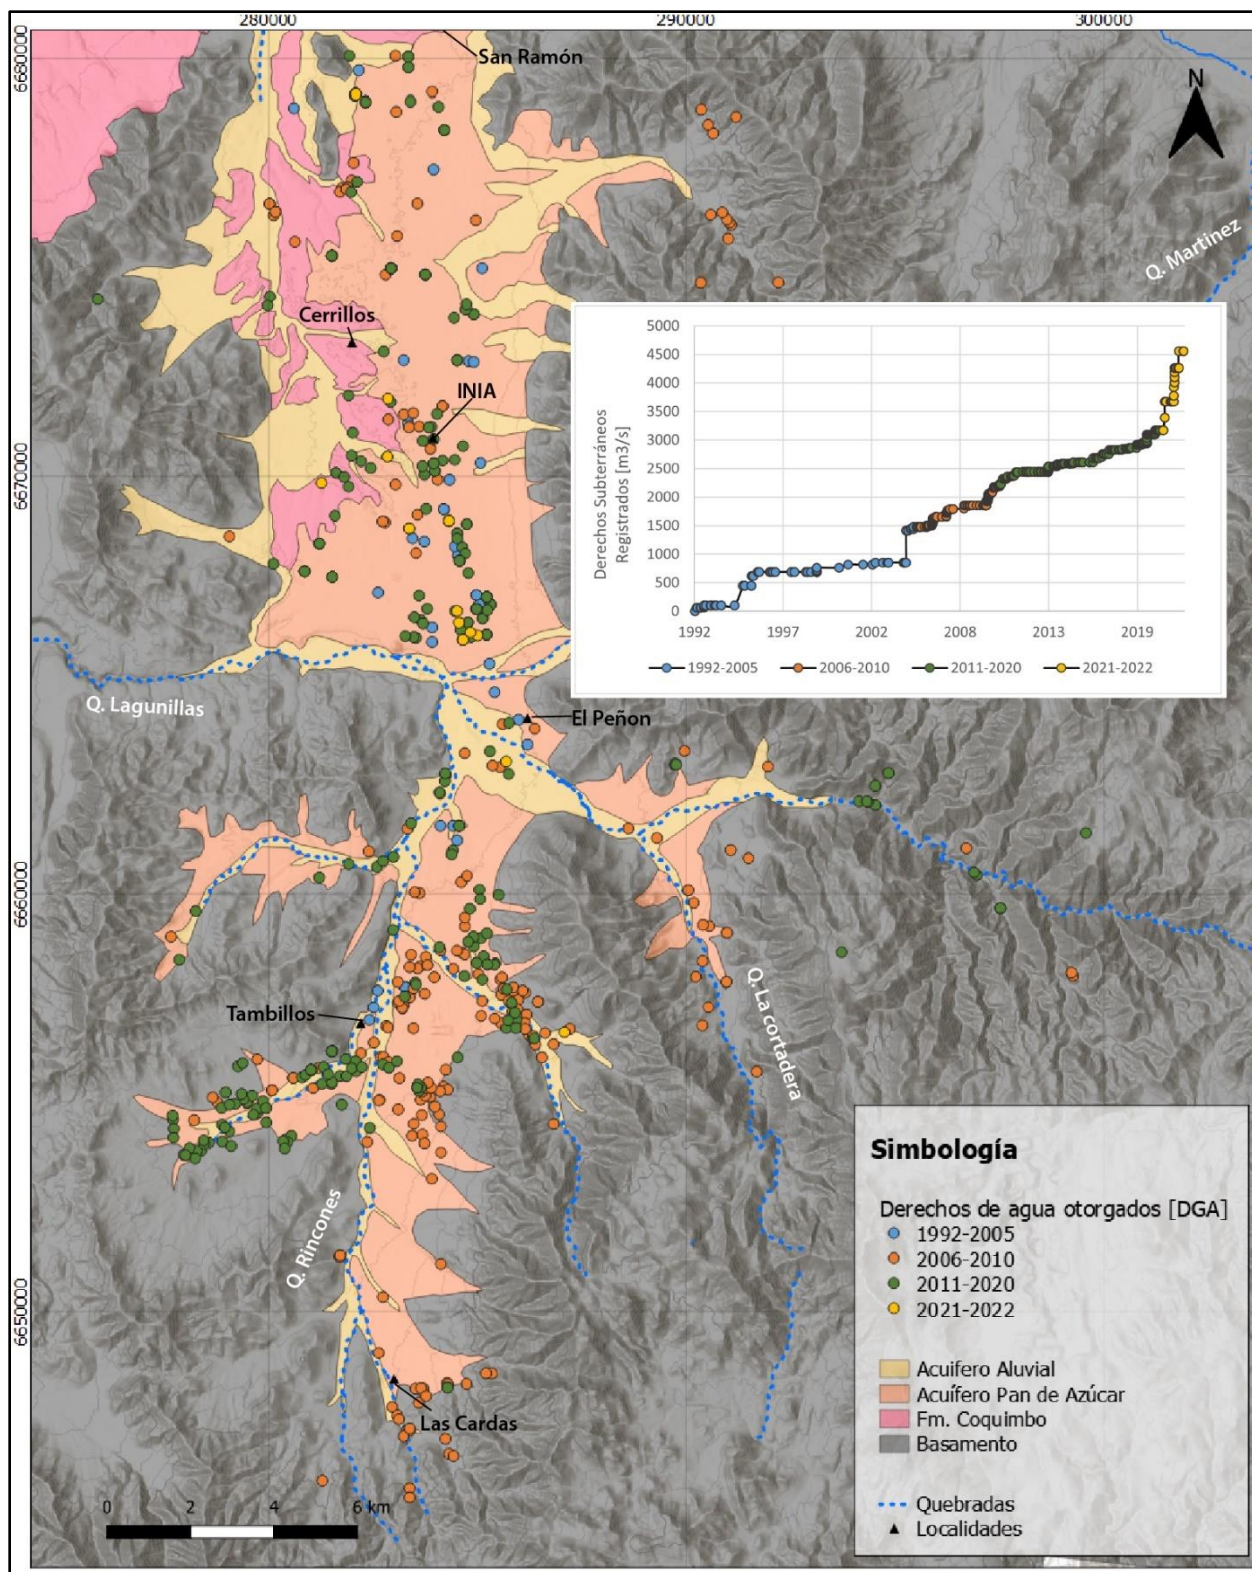 280000
290000
300000
6680000
San Ramón
N
Q. Martinez
Cerrillos
INIA
6670000
Derechos Subterráneos
Registrados [m3/s]
5000
4500
4000
3500
3000
2500
2000
1500
1000
500
0
1992
1997
2002
2008
2013
2019
1992-2005
2006-2010
2011-2020
2021-2022
Q. Lagunillas
El Peñon
6660000
Tambillos
Q. La cortadera
Q. Rincones
6650000
Las Cardas
0
2
4
6 km
Simbología
Derechos de agua otorgados [DGA]
1992-2005
2006-2010
2011-2020
2021-2022
Acuifero Aluvial
Acuífero Pan de Azúcar
Fm. Coquimbo
Basamento
Quebradas
Localidades